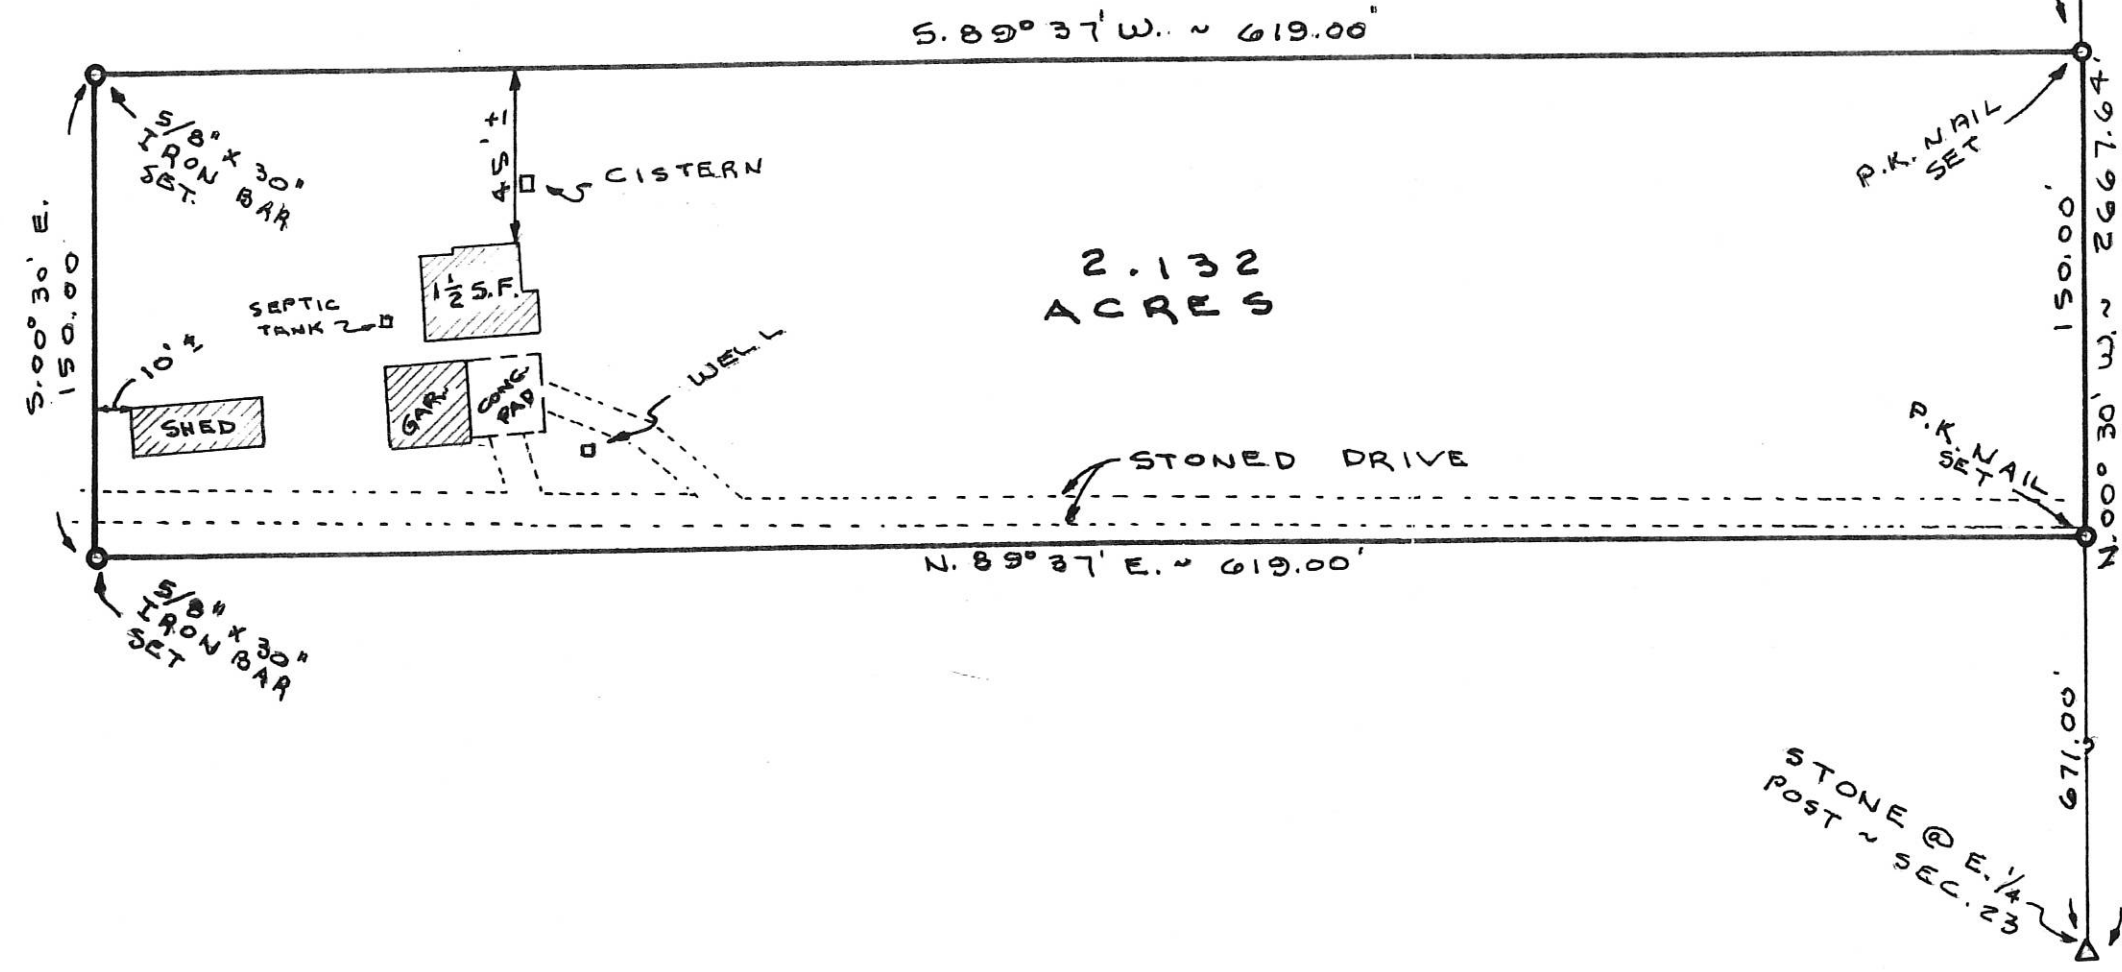 S. 89° 37' W. ~ 619.00"
5/8" X 30"
IRON BAR
SET.
45' ±
CISTERN
P.K. NAIL
SET
S. 00° 30' E.
150.00
1 1/2 S.F.
SEPTIC
TANK
2.132
ACRES
150.00'
N. 00° 30' W. ~ 2667.64'
10' ±
SHED
GAR.
CONC.
PAD
WELL
STONED DRIVE
P.K. NAIL
SET
N. 89° 37' E. ~ 619.00'
5/8" X 30"
IRON BAR
SET
671.00'
STONE @ E. 1/4
POST ~ SEC. 23